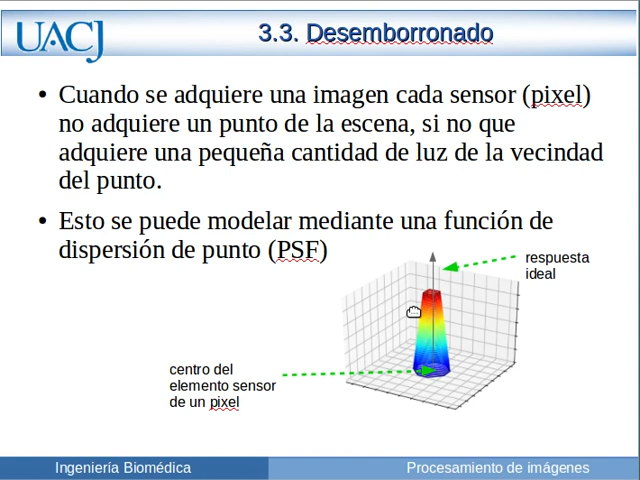 UACJ
3.3. Desemborronado
• Cuando se adquiere una imagen cada sensor (pixel)
no adquiere un punto de la escena, si no que
adquiere una pequeña cantidad de luz de la vecindad
del punto.
• Esto se puede modelar mediante una función de
dispersión de punto (PSF)
respuesta
ideal
centro del
elemento sensor
de un pixel
Ingeniería Biomédica
Procesamiento de imágenes